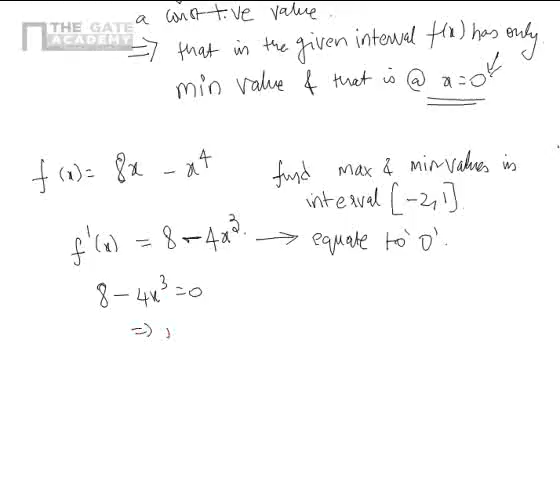 a const +ive value.
THE GATE
ACADEMY
=> that in the given interval f(x) has only
min value & that is @ x=0
f(x) = 8x - x⁴ find max & min values in
interval [-2,1].
f'(x) = 8 - 4x³ → equate to '0'.
8 - 4x³ = 0
=>